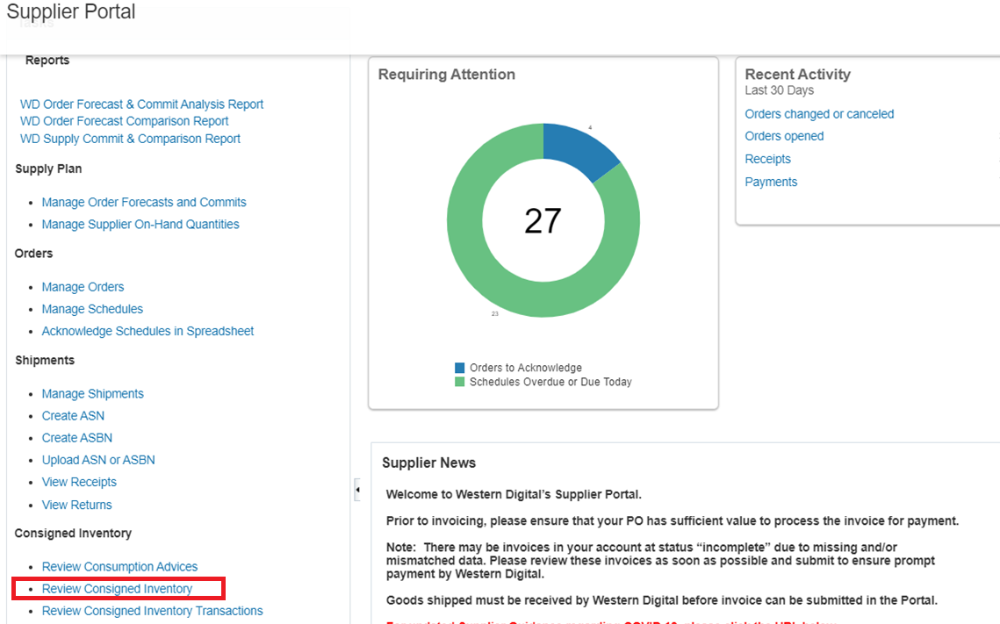 Supplier Portal
Reports
WD Order Forecast & Commit Analysis Report
WD Order Forecast Comparison Report
WD Supply Commit & Comparison Report
Supply Plan
Manage Order Forecasts and Commits
Manage Supplier On-Hand Quantities
Orders
Manage Orders
Manage Schedules
Acknowledge Schedules in Spreadsheet
Shipments
Manage Shipments
Create ASN
Create ASBN
Upload ASN or ASBN
View Receipts
View Returns
Consigned Inventory
Review Consumption Advices
Review Consigned Inventory
Review Consigned Inventory Transactions
Requiring Attention
4
27
23
Orders to Acknowledge
Schedules Overdue or Due Today
Recent Activity
Last 30 Days
Orders changed or canceled
Orders opened
Receipts
Payments
Supplier News
Welcome to Western Digital’s Supplier Portal.
Prior to invoicing, please ensure that your PO has sufficient value to process the invoice for payment.
Note:  There may be invoices in your account at status “incomplete” due to missing and/or
mismatched data. Please review these invoices as soon as possible and submit to ensure prompt
payment by Western Digital.
Goods shipped must be received by Western Digital before invoice can be submitted in the Portal.